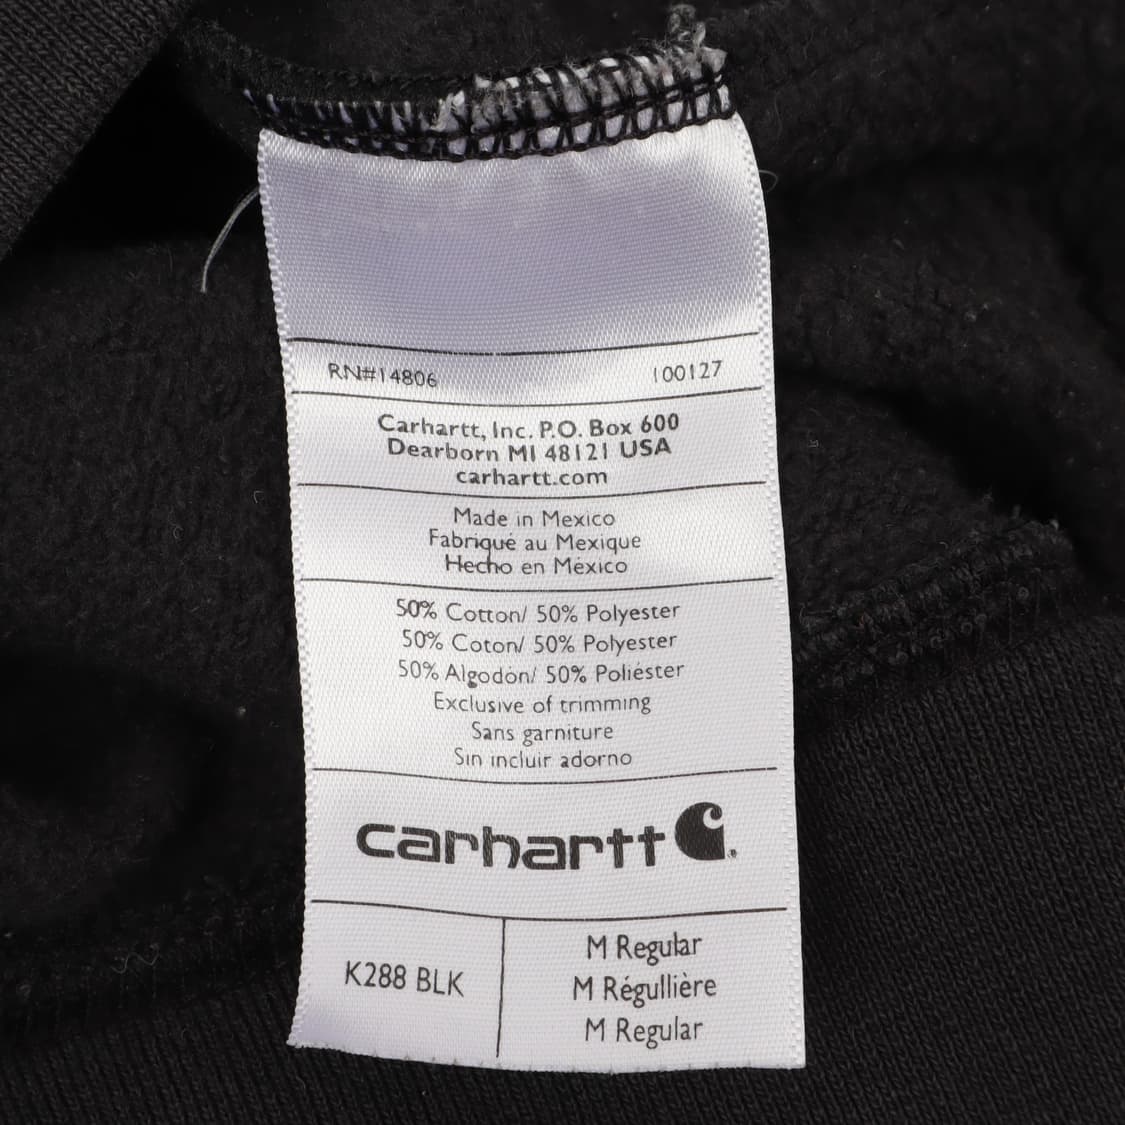 RN#14806 100127
Carhartt, Inc. P.O. Box 600
Dearborn MI 48121 USA
carhartt.com
Made in Mexico
Fabriqué au Mexique
Hecho en México
50% Cotton/ 50% Polyester
50% Coton/ 50% Polyester
50% Algodón/ 50% Poliéster
Exclusive of trimming
Sans garniture
Sin incluir adorno
carhartt
K288 BLK
M Regular
M Régullière
M Regular